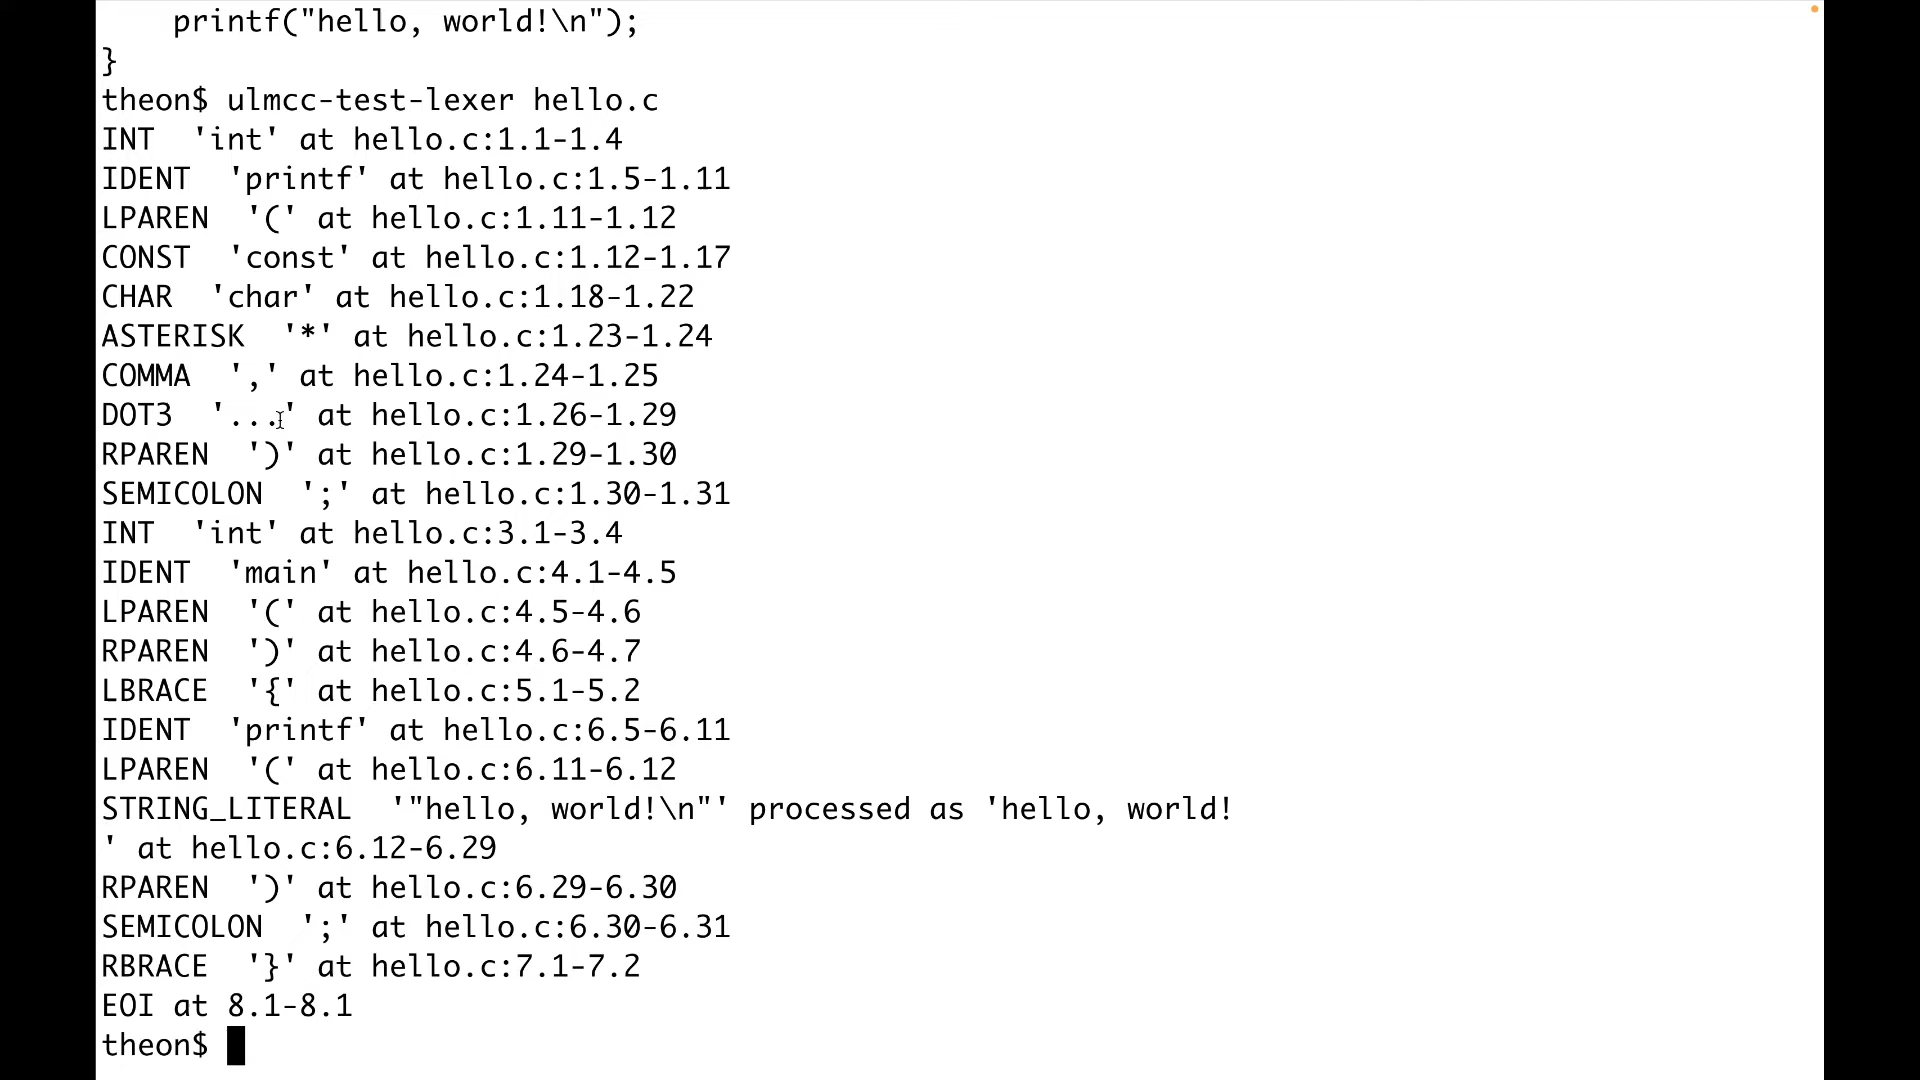 printf("hello, world!\n");
}
theon$ ulmcc-test-lexer hello.c
INT  'int' at hello.c:1.1-1.4
IDENT  'printf' at hello.c:1.5-1.11
LPAREN  '(' at hello.c:1.11-1.12
CONST  'const' at hello.c:1.12-1.17
CHAR  'char' at hello.c:1.18-1.22
ASTERISK  '*' at hello.c:1.23-1.24
COMMA  ',' at hello.c:1.24-1.25
DOT3  '...' at hello.c:1.26-1.29
RPAREN  ')' at hello.c:1.29-1.30
SEMICOLON  ';' at hello.c:1.30-1.31
INT  'int' at hello.c:3.1-3.4
IDENT  'main' at hello.c:4.1-4.5
LPAREN  '(' at hello.c:4.5-4.6
RPAREN  ')' at hello.c:4.6-4.7
LBRACE  '{' at hello.c:5.1-5.2
IDENT  'printf' at hello.c:6.5-6.11
LPAREN  '(' at hello.c:6.11-6.12
STRING_LITERAL  '"hello, world!\n"' processed as 'hello, world!
' at hello.c:6.12-6.29
RPAREN  ')' at hello.c:6.29-6.30
SEMICOLON  ';' at hello.c:6.30-6.31
RBRACE  '}' at hello.c:7.1-7.2
EOI at 8.1-8.1
theon$